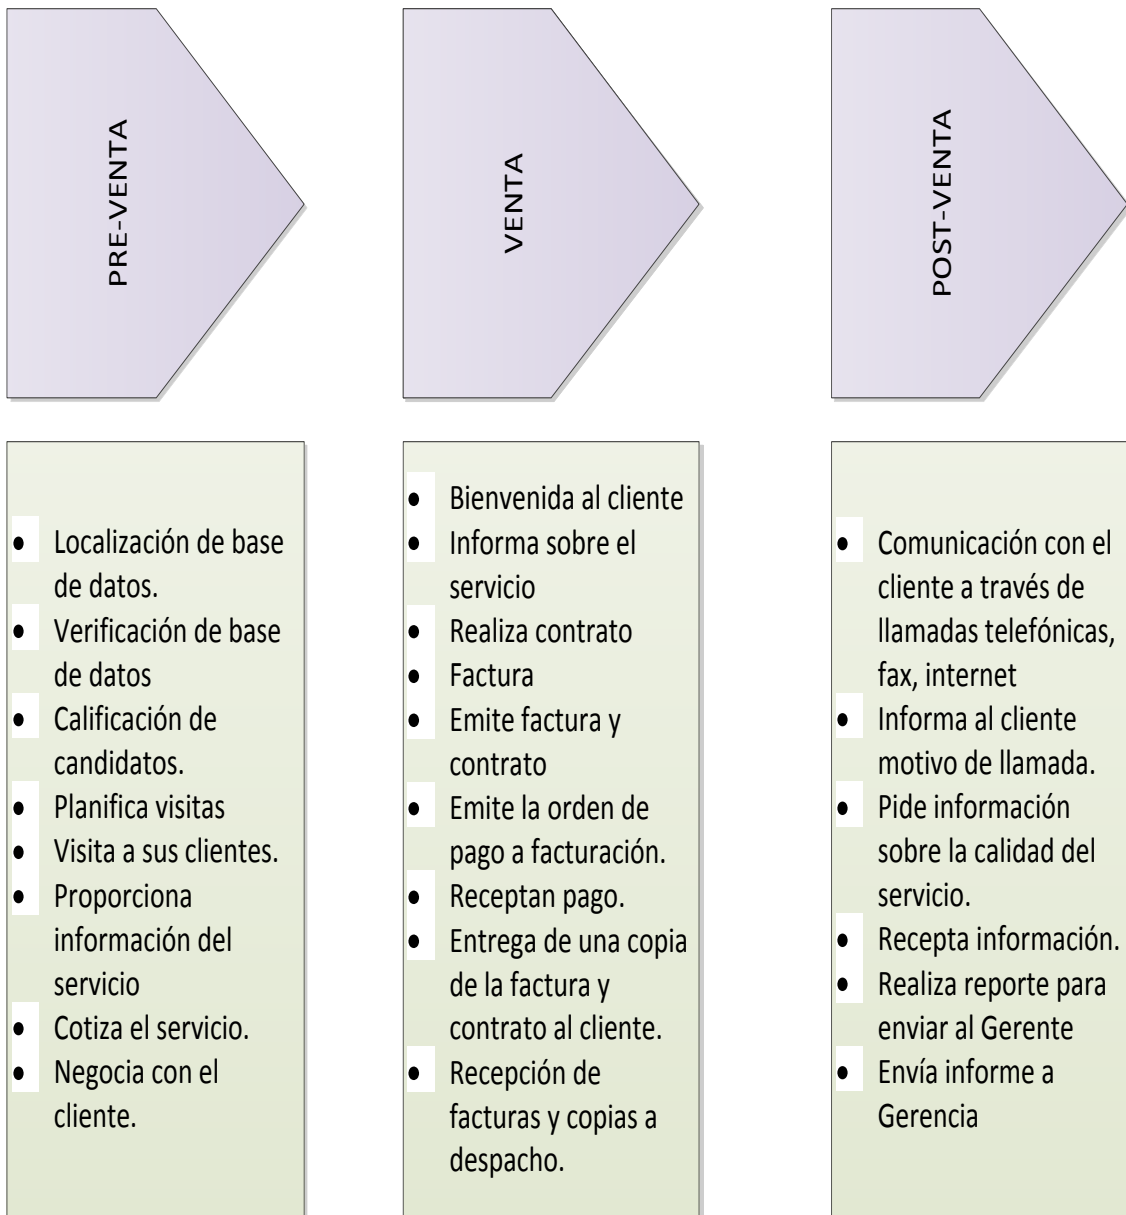 PRE-VENTA
VENTA
POST-VENTA
• Localización de base
de datos.
• Verificación de base
de datos
• Calificación de
candidatos.
• Planifica visitas
• Visita a sus clientes.
• Proporciona
información del
servicio
• Cotiza el servicio.
• Negocia con el
cliente.
• Bienvenida al cliente
• Informa sobre el
servicio
• Realiza contrato
• Factura
• Emite factura y
contrato
• Emite la orden de
pago a facturación.
• Receptan pago.
• Entrega de una copia
de la factura y
contrato al cliente.
• Recepción de
facturas y copias a
despacho.
• Comunicación con el
cliente a través de
llamadas telefónicas,
fax, internet
• Informa al cliente
motivo de llamada.
• Pide información
sobre la calidad del
servicio.
• Recepta información.
• Realiza reporte para
enviar al Gerente
• Envía informe a
Gerencia